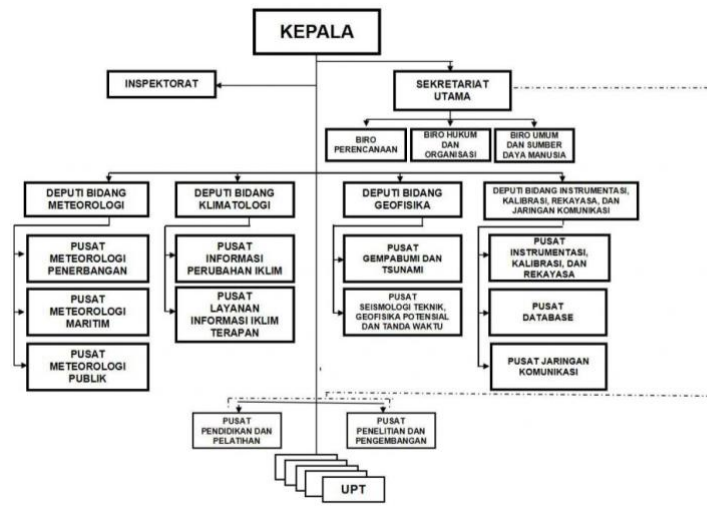 KEPALA
INSPEKTORAT
SEKRETARIAT
UTAMA
BIRO
PERENCANAAN
BIRO HUKUM
DAN
ORGANISASI
BIRO UMUM
DAN SUMBER
DAYA MANUSIA
DEPUTI BIDANG
METEOROLOGI
DEPUTI BIDANG
KLIMATOLOGI
DEPUTI BIDANG
GEOFISIKA
DEPUTI BIDANG INSTRUMENTASI,
KALIBRASI, REKAYASA, DAN
JARINGAN KOMUNIKASI
PUSAT
METEOROLOGI
PENERBANGAN
PUSAT
INFORMASI
PERUBAHAN IKLIM
PUSAT
GEMPABUMI DAN
TSUNAMI
PUSAT
INSTRUMENTASI,
KALIBRASI, DAN
REKAYASA
PUSAT
METEOROLOGI
MARITIM
PUSAT
LAYANAN
INFORMASI IKLIM
TERAPAN
PUSAT
SEISMOLOGI TEKNIK,
GEOFISIKA POTENSIAL
DAN TANDA WAKTU
PUSAT
DATABASE
PUSAT
METEOROLOGI
PUBLIK
PUSAT JARINGAN
KOMUNIKASI
PUSAT
PENDIDIKAN DAN
PELATIHAN
PUSAT
PENELITIAN DAN
PENGEMBANGAN
UPT